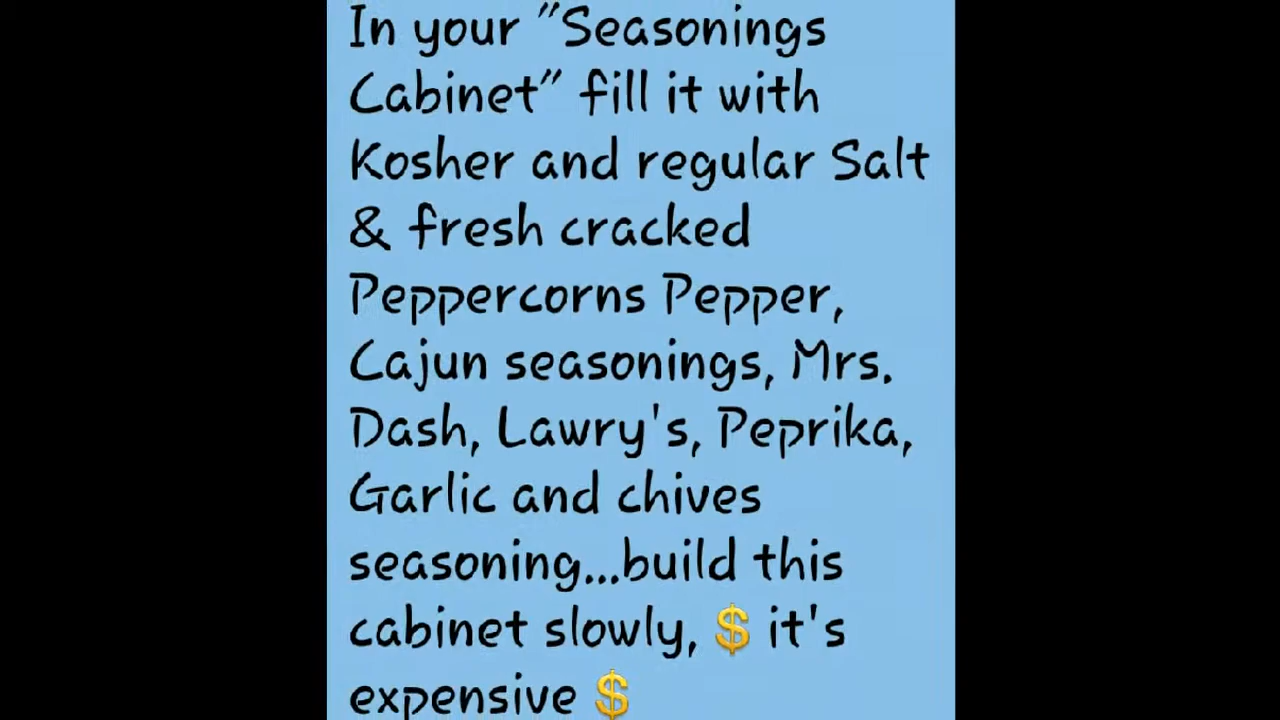 In your "Seasonings
Cabinet" fill it with
Kosher and regular Salt
& fresh cracked
Peppercorns Pepper,
Cajun seasonings, Mrs.
Dash, Lawry's, Peprika,
Garlic and chives
seasoning...build this
cabinet slowly, 💲 it's
expensive 💲